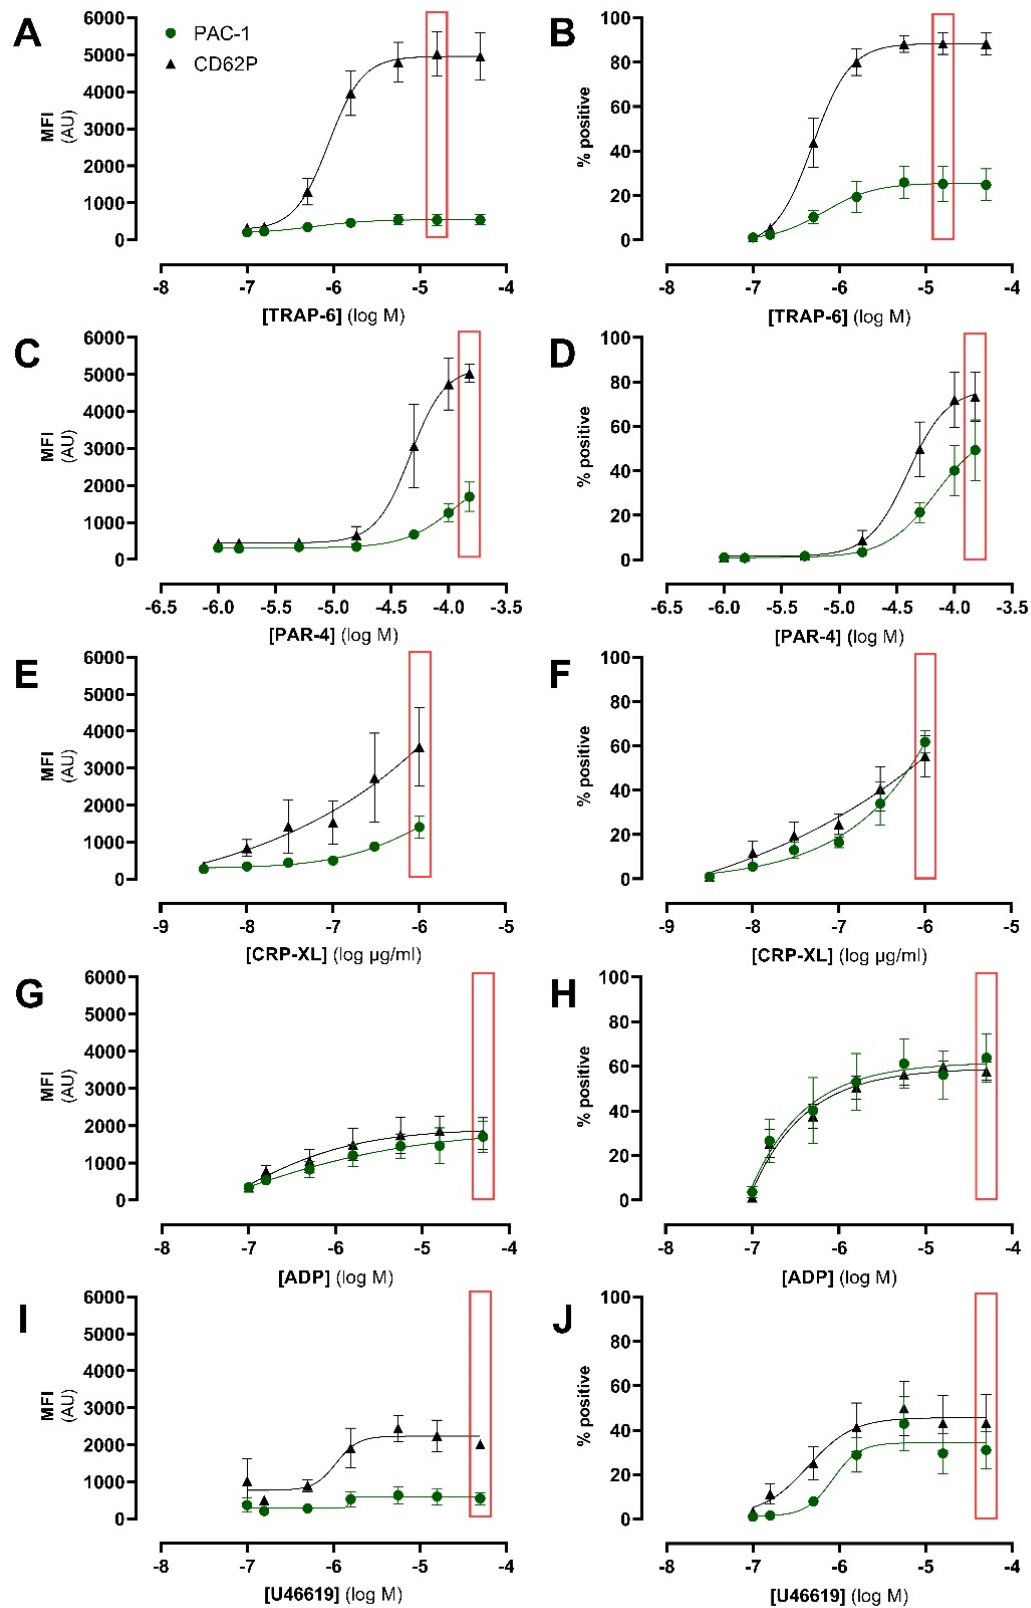 A
6000
5000
4000
3000
2000
1000
0
MFI
(AU)
PAC-1
CD62P
-8 -7 -6 -5 -4
[TRAP-6] (log M)
B
100
80
60
40
20
0
% positive
-8 -7 -6 -5 -4
[TRAP-6] (log M)
C
6000
5000
4000
3000
2000
1000
0
MFI
(AU)
-6.5 -6.0 -5.5 -5.0 -4.5 -4.0 -3.5
[PAR-4] (log M)
D
100
80
60
40
20
0
% positive
-6.5 -6.0 -5.5 -5.0 -4.5 -4.0 -3.5
[PAR-4] (log M)
E
6000
5000
4000
3000
2000
1000
0
MFI
(AU)
-9 -8 -7 -6 -5
[CRP-XL] (log µg/ml)
F
100
80
60
40
20
0
% positive
-9 -8 -7 -6 -5
[CRP-XL] (log µg/ml)
G
6000
5000
4000
3000
2000
1000
0
MFI
(AU)
-8 -7 -6 -5 -4
[ADP] (log M)
H
100
80
60
40
20
0
% positive
-8 -7 -6 -5 -4
[ADP] (log M)
I
6000
5000
4000
3000
2000
1000
0
MFI
(AU)
-8 -7 -6 -5 -4
[U46619] (log M)
J
100
80
60
40
20
0
% positive
-8 -7 -6 -5 -4
[U46619] (log M)